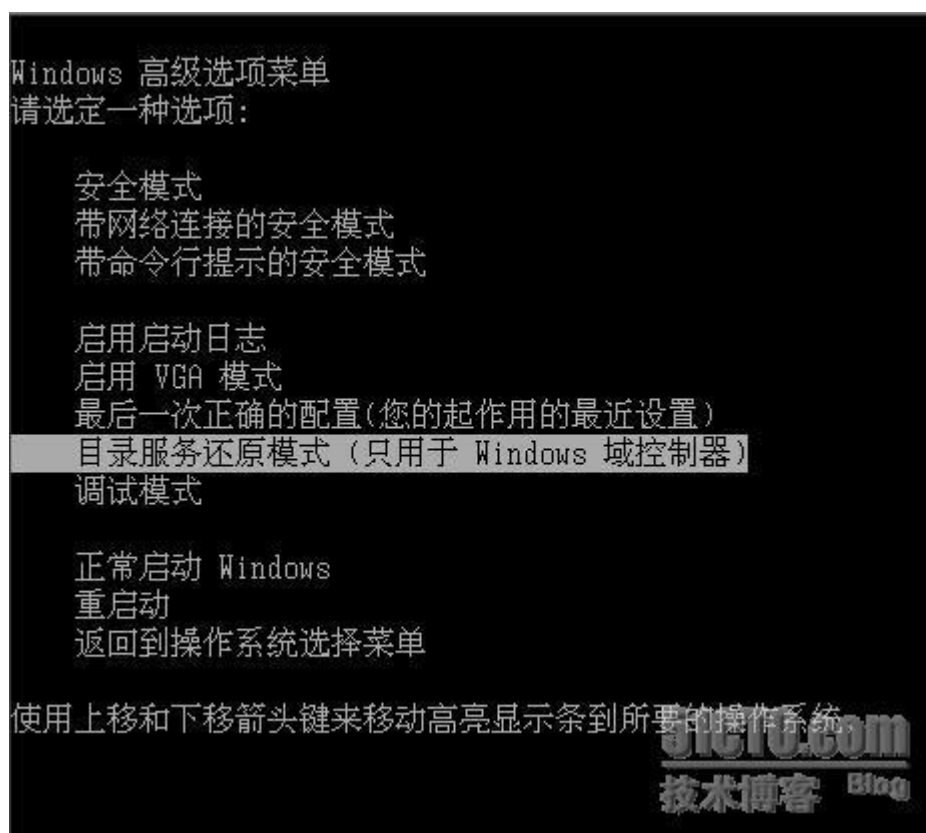 Windows 高级选项菜单
请选定一种选项:
安全模式
带网络连接的安全模式
带命令行提示的安全模式
启用启动日志
启用 VGA 模式
最后一次正确的配置(您的起作用的最近设置)
目录服务还原模式 (只用于 Windows 域控制器)
调试模式
正常启动 Windows
重启动
返回到操作系统选择菜单
使用上移和下移箭头键来移动高亮显示条到所要的操作系统,
51CTO.com
技术博客 Blog